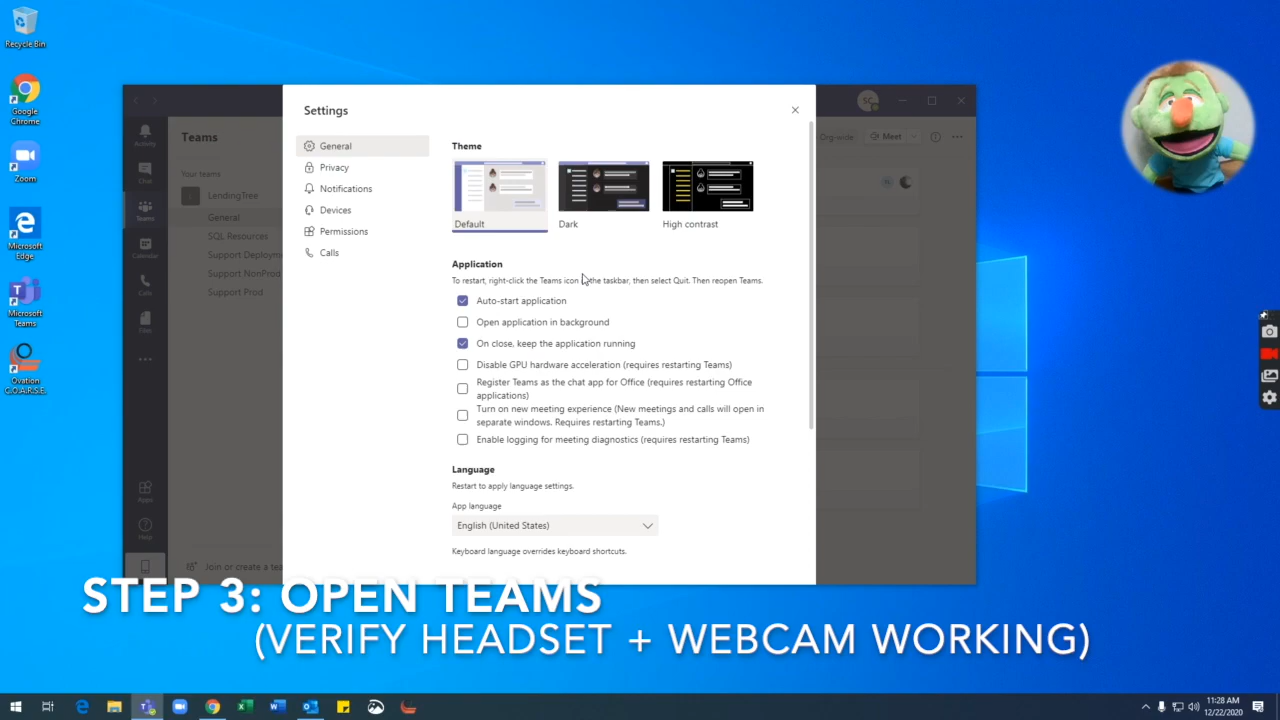 Recycle Bin
Google
Chrome
Zoom
Microsoft
Edge
Microsoft
Teams
Ovation
C.O.A.R.S.E.
Activity
Chat
Teams
Calendar
Calls
Files
Apps
Help
Teams
Your teams
LendingTree
General
SQL Resources
Support Deploym
Support NonProd
Support Prod
Join or create a tea
SC
Org-wide
Meet
Settings
General
Privacy
Notifications
Devices
Permissions
Calls
Theme
Default
Dark
High contrast
Application
To restart, right-click the Teams icon the taskbar, then select Quit. Then reopen Teams.
Auto-start application
Open application in background
On close, keep the application running
Disable GPU hardware acceleration (requires restarting Teams)
Register Teams as the chat app for Office (requires restarting Office
applications)
Turn on new meeting experience (New meetings and calls will open in
separate windows. Requires restarting Teams.)
Enable logging for meeting diagnostics (requires restarting Teams)
Language
Restart to apply language settings.
App language
English (United States)
Keyboard language overrides keyboard shortcuts.
STEP 3: OPEN TEAMS
(VERIFY HEADSET + WEBCAM WORKING)
11:28 AM
12/22/2020